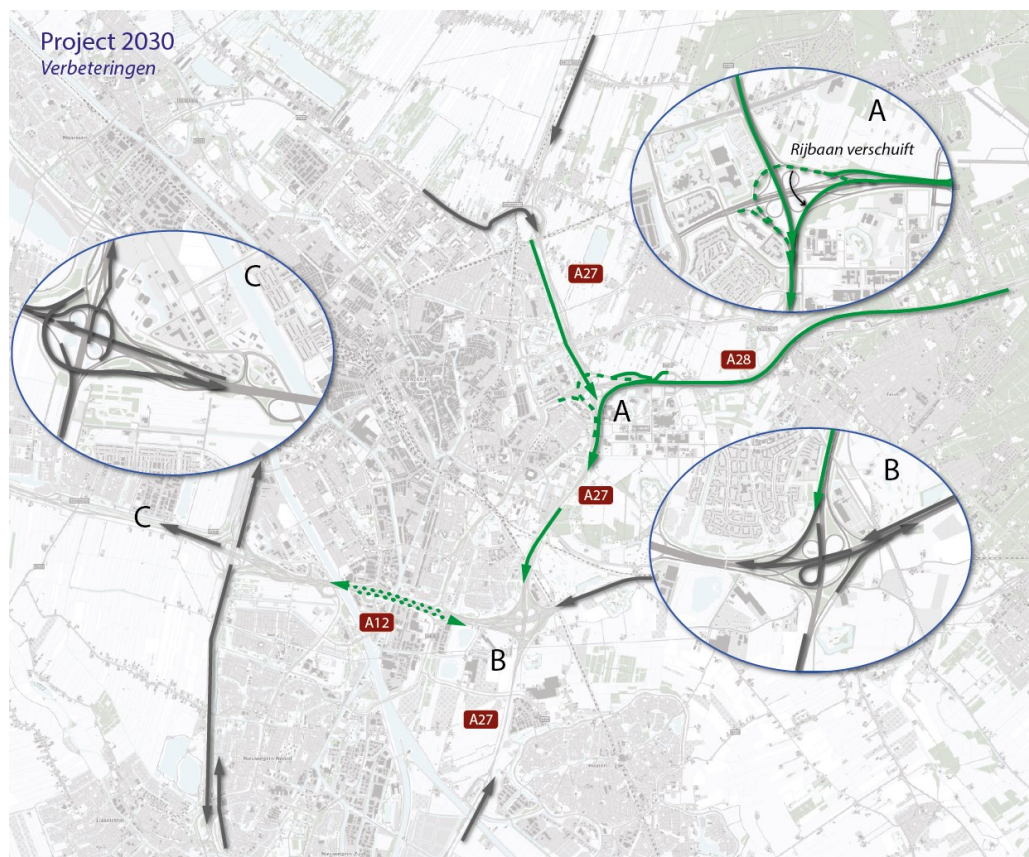 Project 2030
Verbeteringen
A
Rijbaan verschuift
C
A27
A28
A
B
A27
C
A12
B
A27